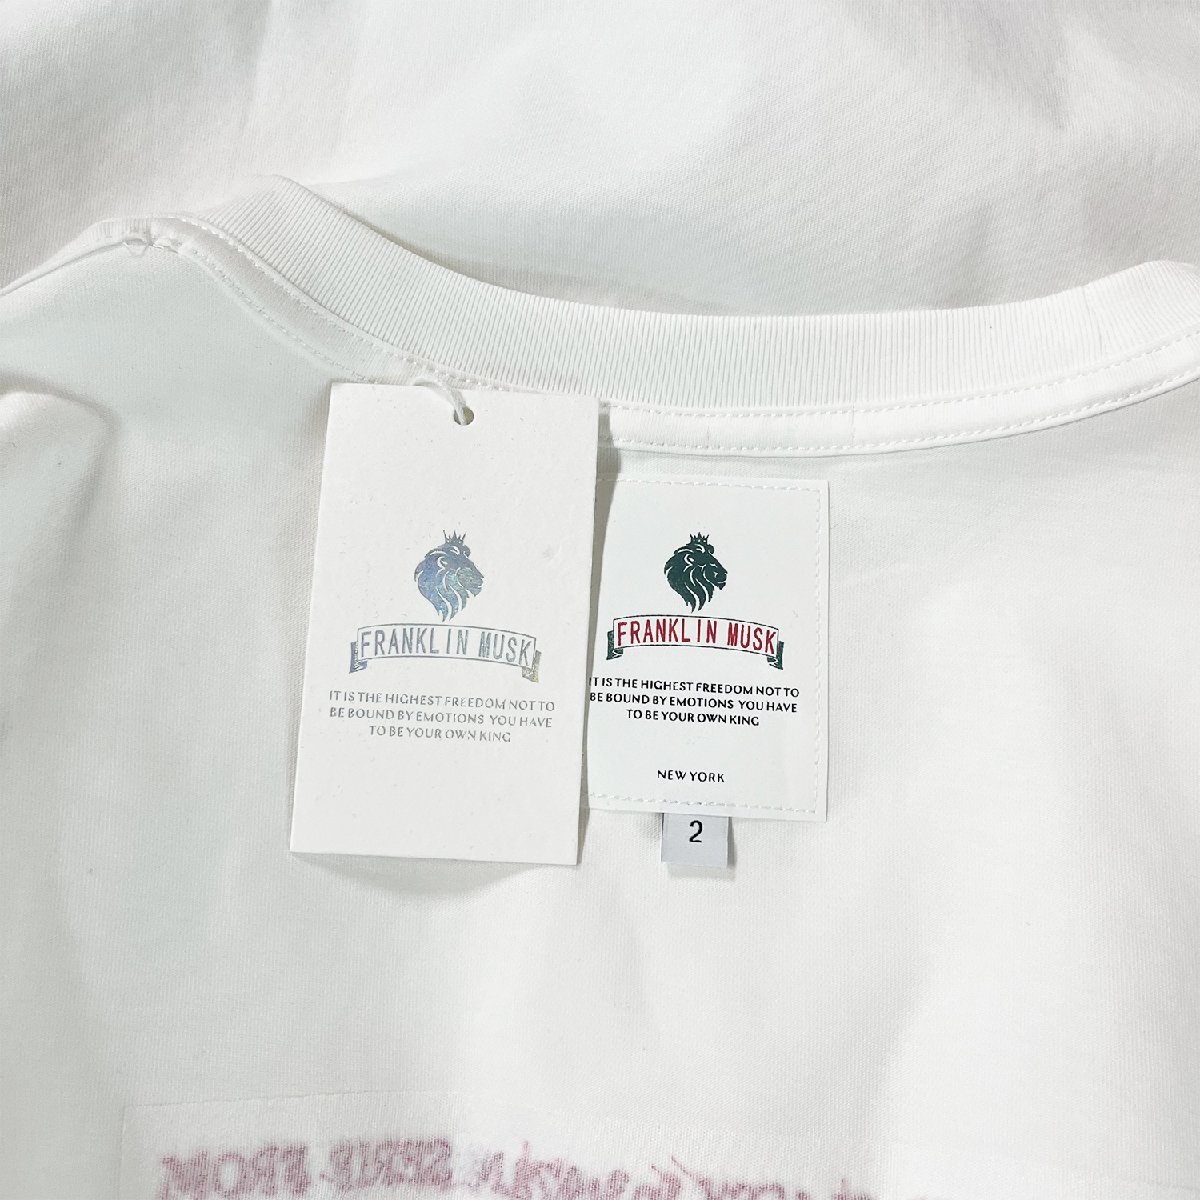 FRANKLIN MUSK
IT IS THE HIGHEST FREEDOM NOT TO
BE BOUND BY EMOTIONS YOU HAVE
TO BE YOUR OWN KING
FRANKLIN MUSK
IT IS THE HIGHEST FREEDOM NOT TO
BE BOUND BY EMOTIONS YOU HAVE
TO BE YOUR OWN KING
NEW YORK
2